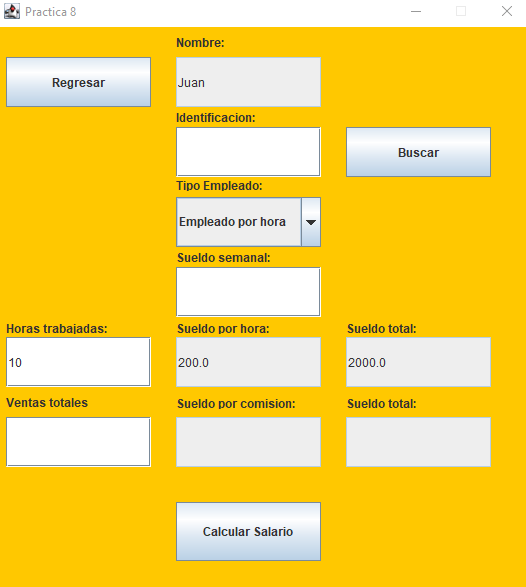 Practica 8
Nombre:
Regresar
Juan
Identificacion:
Buscar
Tipo Empleado:
Empleado por hora
Sueldo semanal:
Horas trabajadas:
Sueldo por hora:
Sueldo total:
10
200.0
2000.0
Ventas totales
Sueldo por comision:
Sueldo total:
Calcular Salario